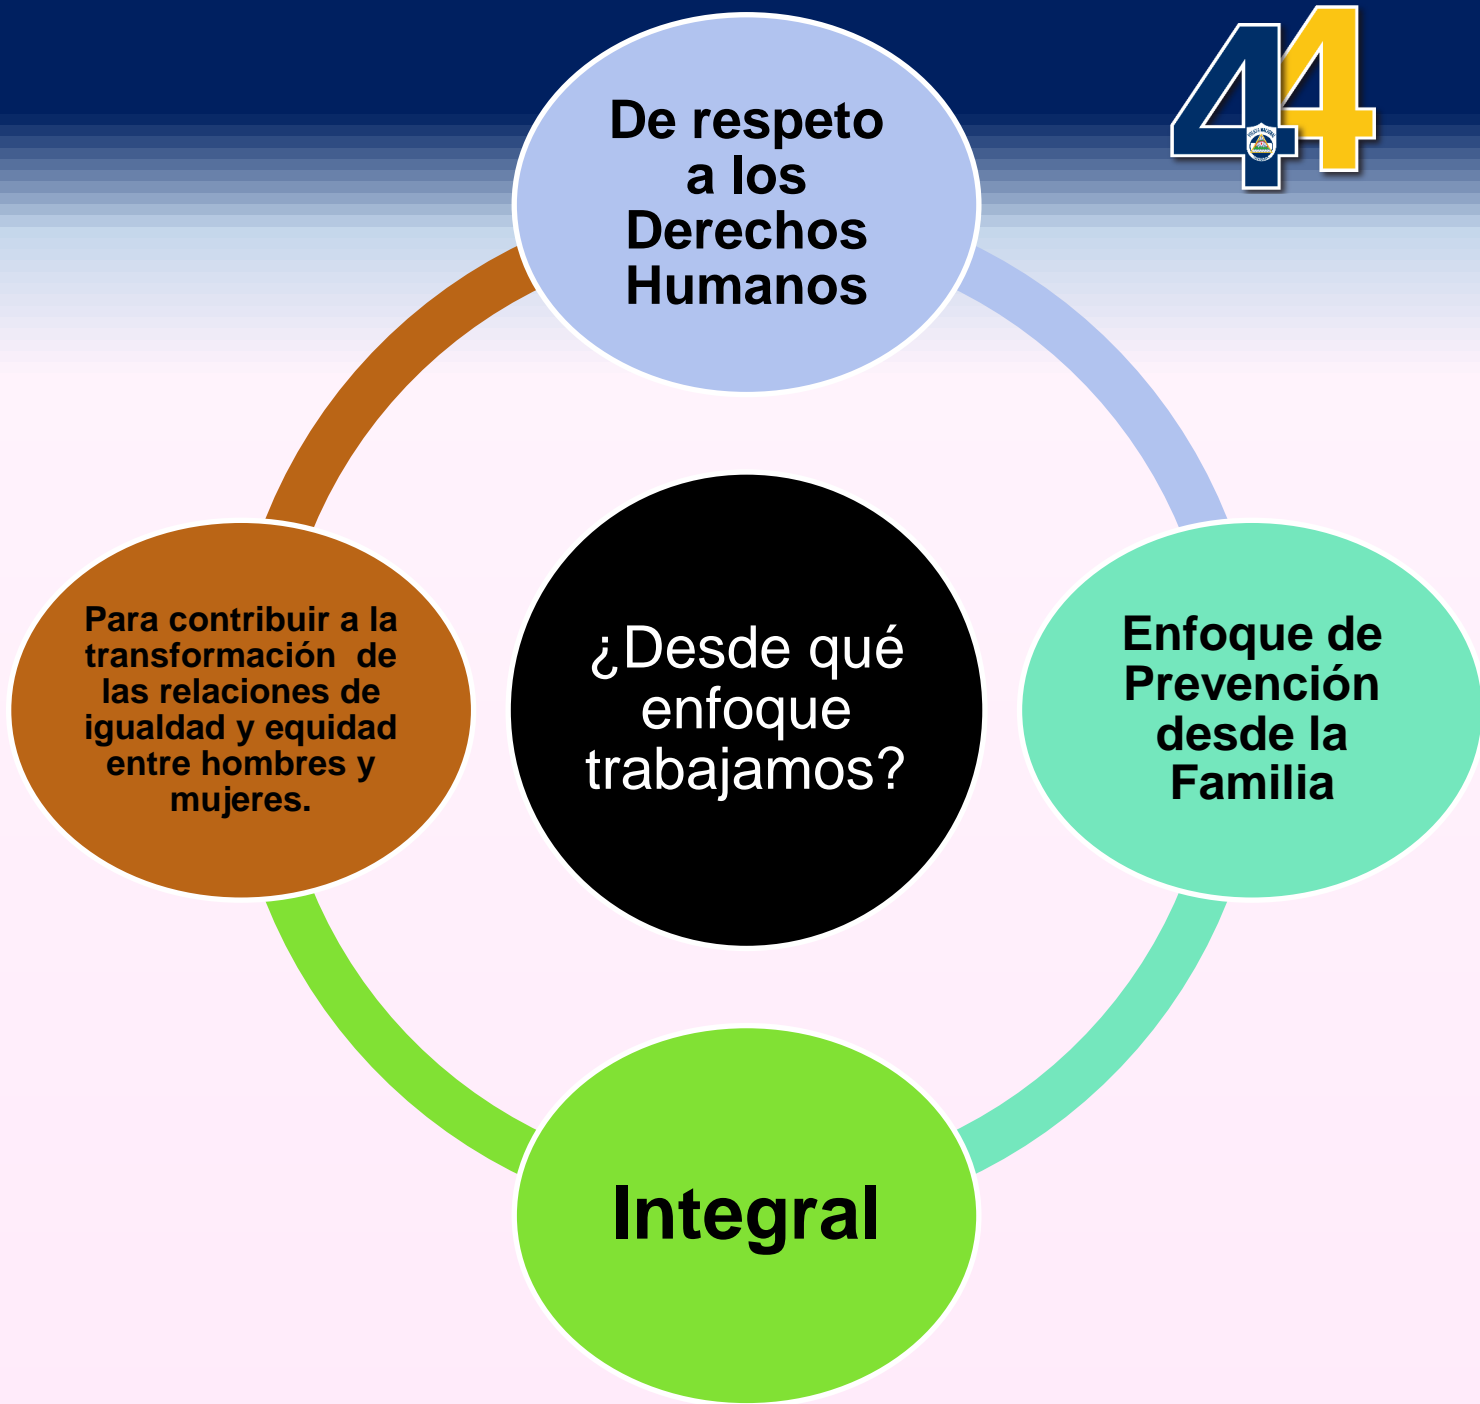 44
De respeto
a los
Derechos
Humanos
¿Desde qué
enfoque
trabajamos?
Enfoque de
Prevención
desde la
Familia
Integral
Para contribuir a la
transformación de
las relaciones de
igualdad y equidad
entre hombres y
mujeres.